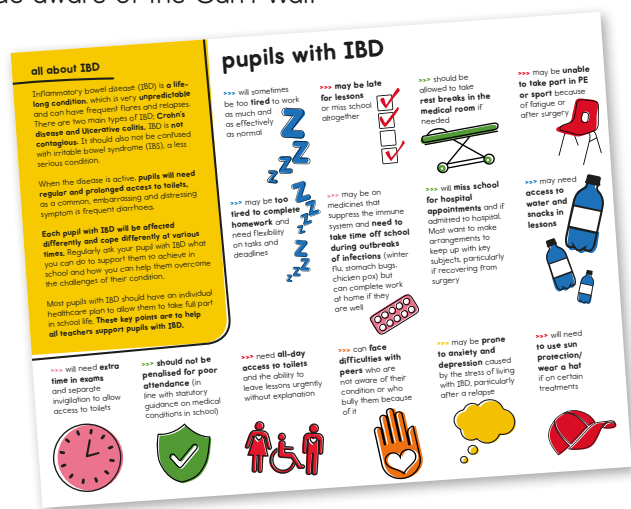 all about IBD
Inflammatory bowel disease (IBD) is a life-
long condition, which is very unpredictable
and can have frequent flares and relapses.
There are two main types of IBD; Crohn's
disease and Ulcerative colitis. IBD is not
contagious. It should also not be confused
with irritable bowel syndrome (IBS), a less
serious condition.
When the disease is active, pupils will need
regular and prolonged access to toilets,
as a common, embarrassing and distressing
symptom is frequent diarrhoea.
Each pupil with IBD will be affected
differently and cope differently at various
times. Regularly ask your pupil with IBD what
you can do to support them to achieve in
school and how you can help them overcome
the challenges of their condition.
Most pupils with IBD should have an individual
healthcare plan to allow them to take full part
in school life. These key points are to help
all teachers support pupils with IBD.
pupils with IBD
>>> will sometimes
be too tired to work
as much and
as effectively
as normal
>>> may be late
for lessons
or miss school
altogether
>>> should be
allowed to take
rest breaks in the
medical room if
needed
>>> may be unable
to take part in PE
or sport because
of fatigue or
after surgery
>>> may be too
tired to complete
homework and
need flexibility
on tasks and
deadlines
>>> may be on
medicines that
suppress the immune
system and need to
take time off school
during outbreaks
of infections (winter
flu, stomach bugs,
chicken pox) but
can complete work
at home if they
are well
>>> will miss school
for hospital
appointments and if
admitted to hospital.
Most want to make
arrangements to
keep up with key
subjects, particularly
if recovering from
surgery
>>> may need
access to
water and
snacks in
lessons
>>> will need extra
time in exams
and separate
invigilation to allow
access to toilets
>>> should not be
penalised for poor
attendance (in
line with statutory
guidance on medical
conditions in school)
>>> need all-day
access to toilets
and the ability to
leave lessons urgently
without explanation
>>> can face
difficulties with
peers who are
not aware of their
condition or who
bully them because
of it
>>> may be prone
to anxiety and
depression caused
by the stress of living
with IBD, particularly
after a relapse
>>> will need
to use sun
protection/
wear a hat
if on certain
treatments